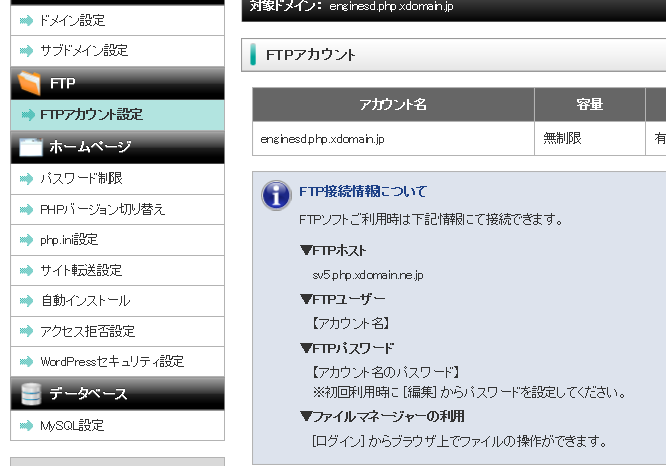 ドメイン設定
サブドメイン設定
FTP
FTPアカウント設定
ホームページ
パスワード制限
PHPバージョン切り替え
php.ini設定
サイト転送設定
自動インストール
アクセス拒否設定
WordPressセキュリティ設定
データベース
MySQL設定
対象ドメイン： enginesd.php.xdomain.jp
FTPアカウント
アカウント名 容量
enginesd.php.xdomain.jp 無制限 有
FTP接続情報について
FTPソフトご利用時は下記情報にて接続できます。
▼FTPホスト
sv5.php.xdomain.ne.jp
▼FTPユーザー
【アカウント名】
▼FTPパスワード
【アカウント名のパスワード】
※初回利用時に[編集]からパスワードを設定してください。
▼ファイルマネージャーの利用
[ログイン]からブラウザ上でファイルの操作ができます。